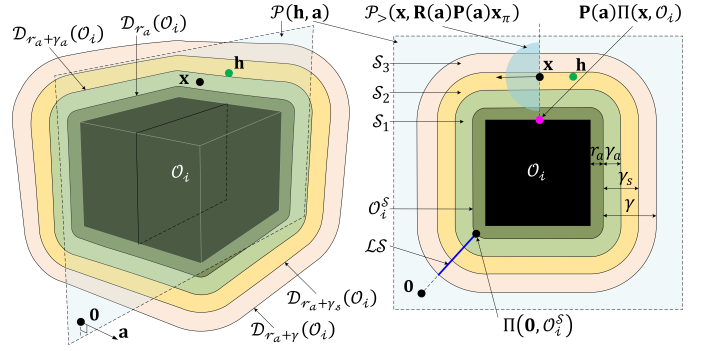 𝒟_{r_a+γ_a}(𝒪_i)
𝒟_{r_a}(𝒪_i)
𝒫(𝐡, 𝐚)
𝐱
𝐡
𝒪_i
𝟎
𝐚
𝒟_{r_a+γ_s}(𝒪_i)
𝒟_{r_a+γ}(𝒪_i)
𝒫_>(𝐱, 𝐑(𝐚)𝐏(𝐚)𝐱_π)
𝐏(𝐚)Π(𝐱, 𝒪_i)
𝒮_3
𝐱
𝐡
𝒮_2
𝒮_1
r_a
γ_a
𝒪_i
γ_s
γ
𝒪_i^𝒮
ℒ𝒮
𝟎
Π(𝟎, 𝒪_i^𝒮)